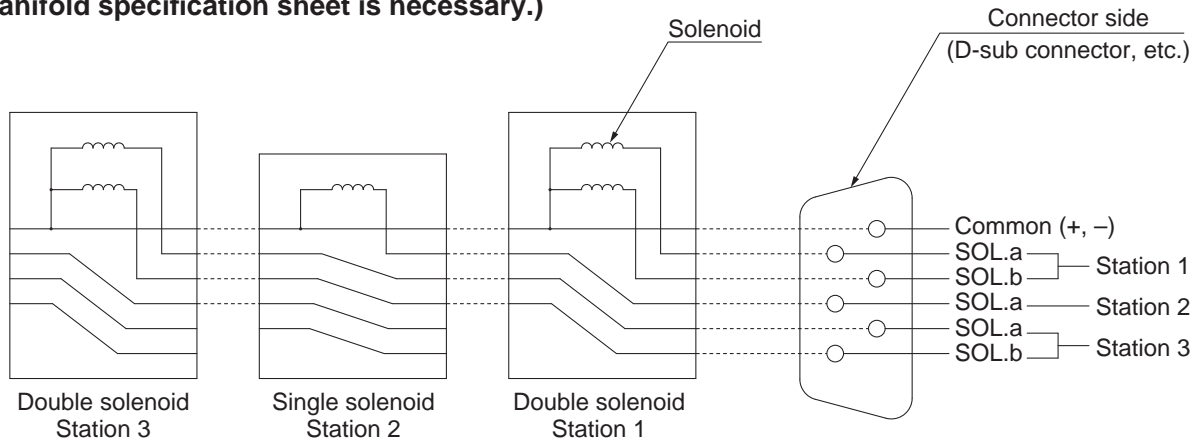 anifold specification sheet is necessary.)
Solenoid
Connector side
(D-sub connector, etc.)
Common (+, –)
SOL.a
SOL.b
Station 1
SOL.a
Station 2
SOL.a
SOL.b
Station 3
Double solenoid
Station 3
Single solenoid
Station 2
Double solenoid
Station 1